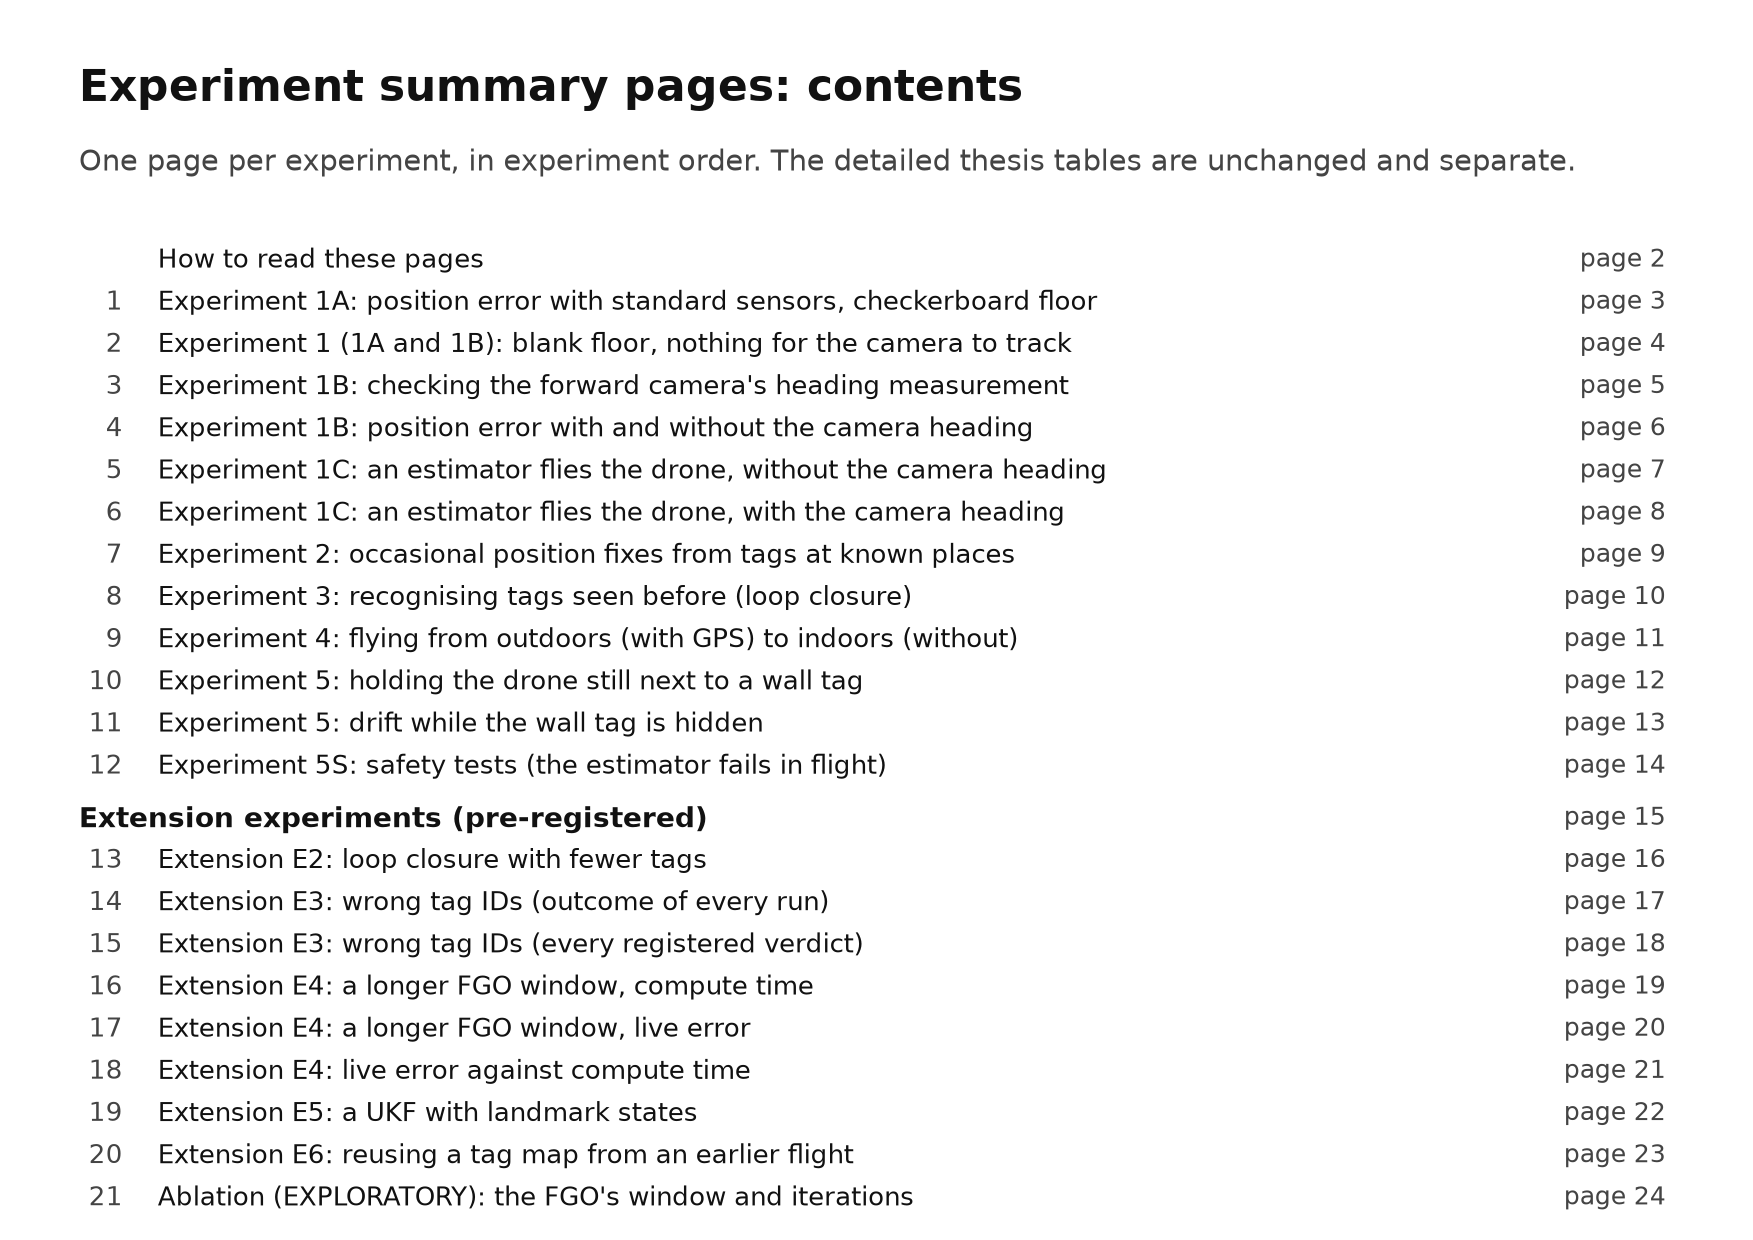 Experiment summary pages: contents
One page per experiment, in experiment order. The detailed thesis tables are unchanged and separate.
How to read these pages page 2
1 Experiment 1A: position error with standard sensors, checkerboard floor page 3
2 Experiment 1 (1A and 1B): blank floor, nothing for the camera to track page 4
3 Experiment 1B: checking the forward camera's heading measurement page 5
4 Experiment 1B: position error with and without the camera heading page 6
5 Experiment 1C: an estimator flies the drone, without the camera heading page 7
6 Experiment 1C: an estimator flies the drone, with the camera heading page 8
7 Experiment 2: occasional position fixes from tags at known places page 9
8 Experiment 3: recognising tags seen before (loop closure) page 10
9 Experiment 4: flying from outdoors (with GPS) to indoors (without) page 11
10 Experiment 5: holding the drone still next to a wall tag page 12
11 Experiment 5: drift while the wall tag is hidden page 13
12 Experiment 5S: safety tests (the estimator fails in flight) page 14
Extension experiments (pre-registered) page 15
13 Extension E2: loop closure with fewer tags page 16
14 Extension E3: wrong tag IDs (outcome of every run) page 17
15 Extension E3: wrong tag IDs (every registered verdict) page 18
16 Extension E4: a longer FGO window, compute time page 19
17 Extension E4: a longer FGO window, live error page 20
18 Extension E4: live error against compute time page 21
19 Extension E5: a UKF with landmark states page 22
20 Extension E6: reusing a tag map from an earlier flight page 23
21 Ablation (EXPLORATORY): the FGO's window and iterations page 24